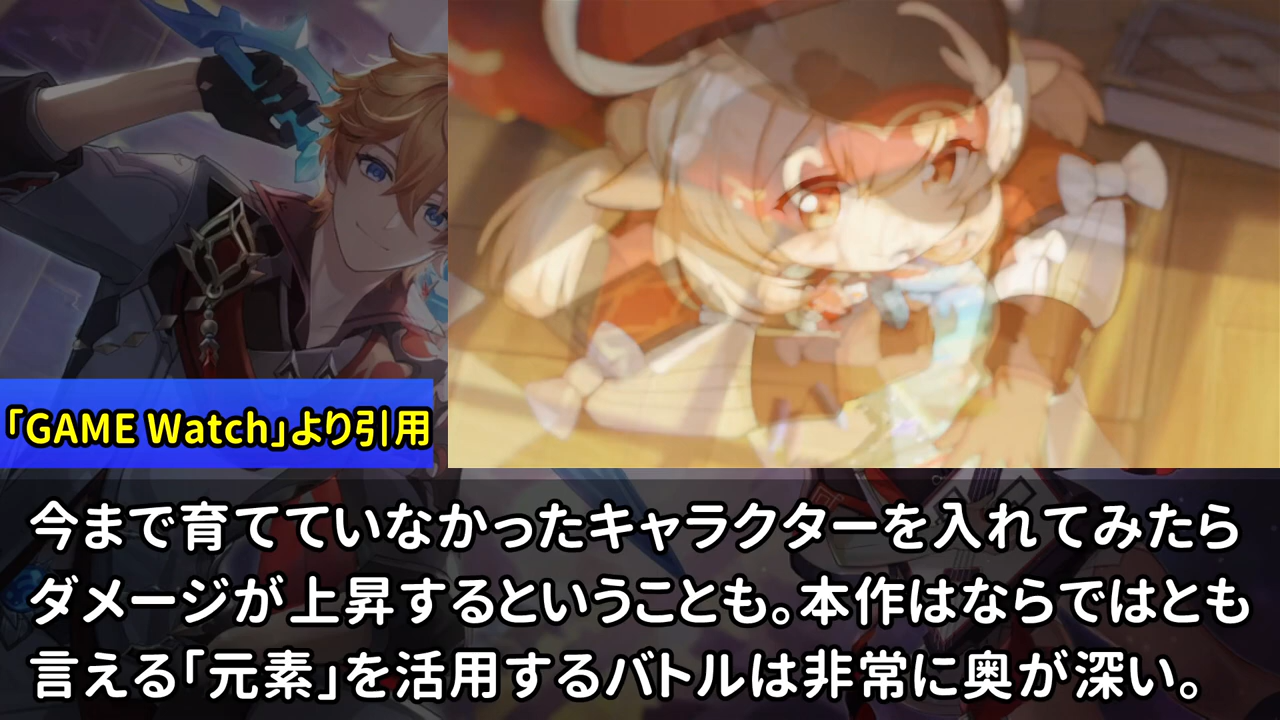 「GAME Watch」より引用
今まで育てていなかったキャラクターを入れてみたら
ダメージが上昇するということも。本作はならではとも
言える「元素」を活用するバトルは非常に奥が深い。